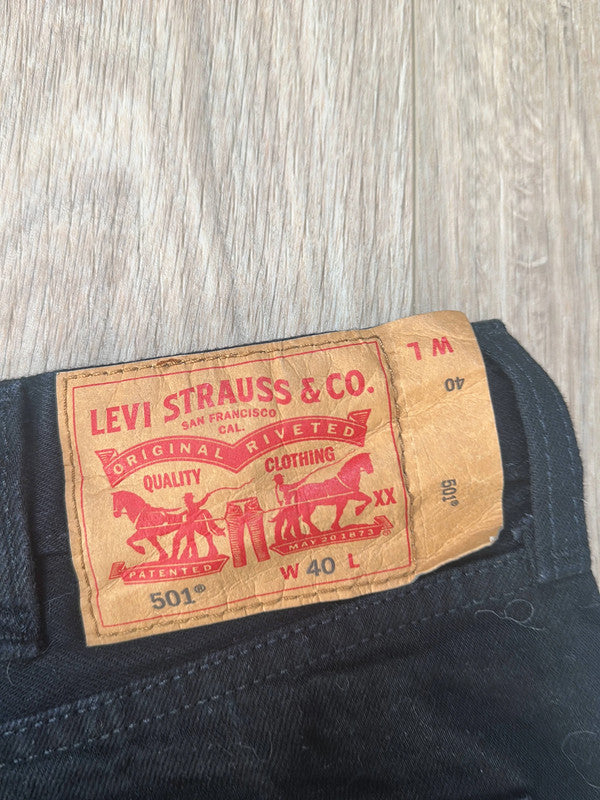 LEVI STRAUSS & CO.
SAN FRANCISCO
CAL.
ORIGINAL RIVETED
QUALITY CLOTHING
XX
PATENTED MAY 20 1873
501® W 40 L
W L
40
501®